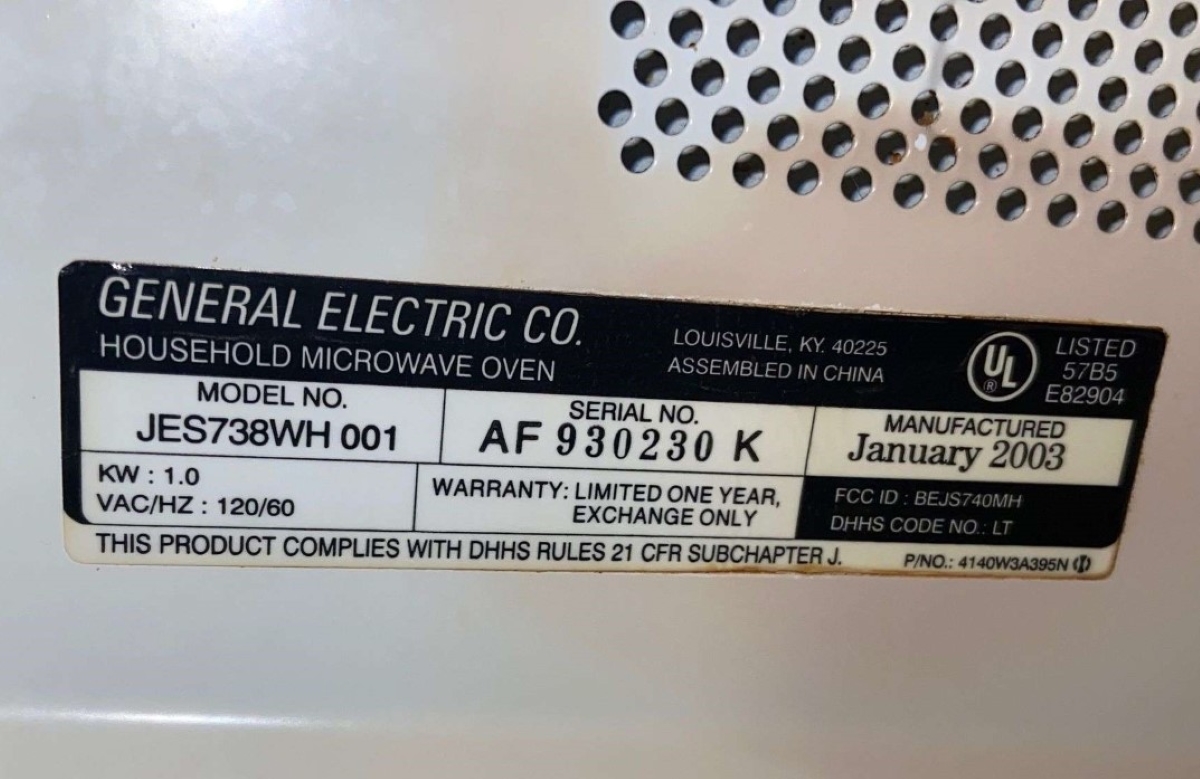 GENERAL ELECTRIC CO.
HOUSEHOLD MICROWAVE OVEN
LOUISVILLE, KY. 40225
ASSEMBLED IN CHINA
UL
®
LISTED
57B5
E82904
MODEL NO.
JES738WH 001
SERIAL NO.
AF 930230 K
MANUFACTURED
January 2003
KW : 1.0
VAC/HZ : 120/60
WARRANTY: LIMITED ONE YEAR,
EXCHANGE ONLY
FCC ID : BEJS740MH
DHHS CODE NO.: LT
THIS PRODUCT COMPLIES WITH DHHS RULES 21 CFR SUBCHAPTER J.
P/NO.: 4140W3A395N